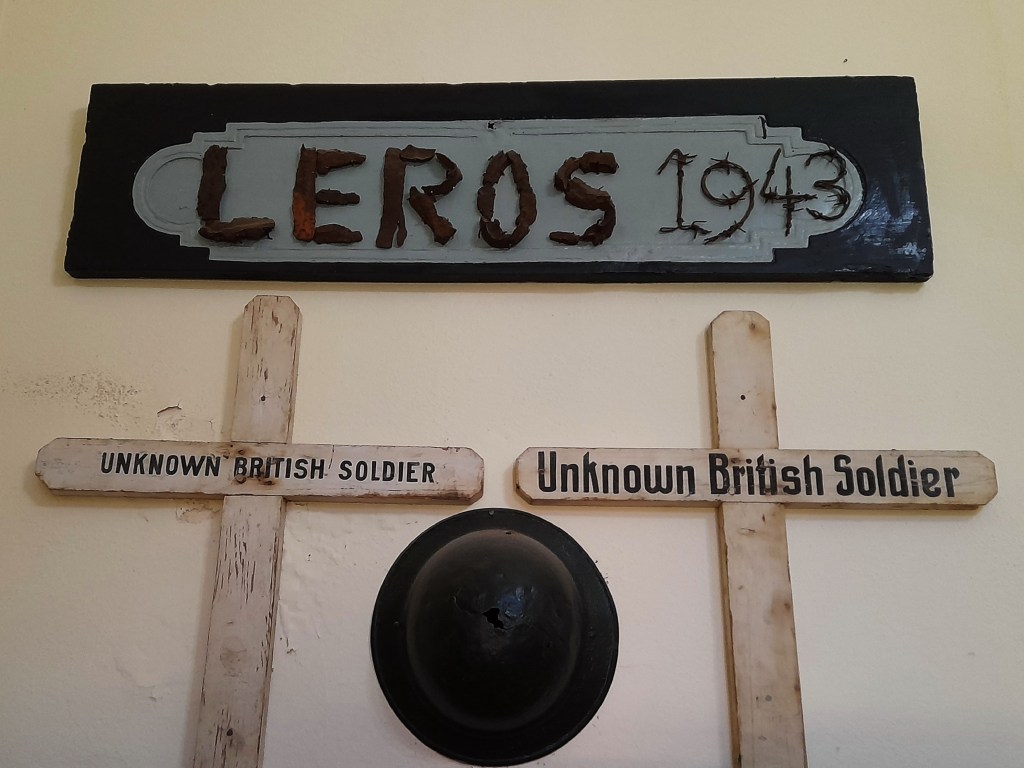 LEROS 1943
UNKNOWN BRITISH SOLDIER
Unknown British Soldier